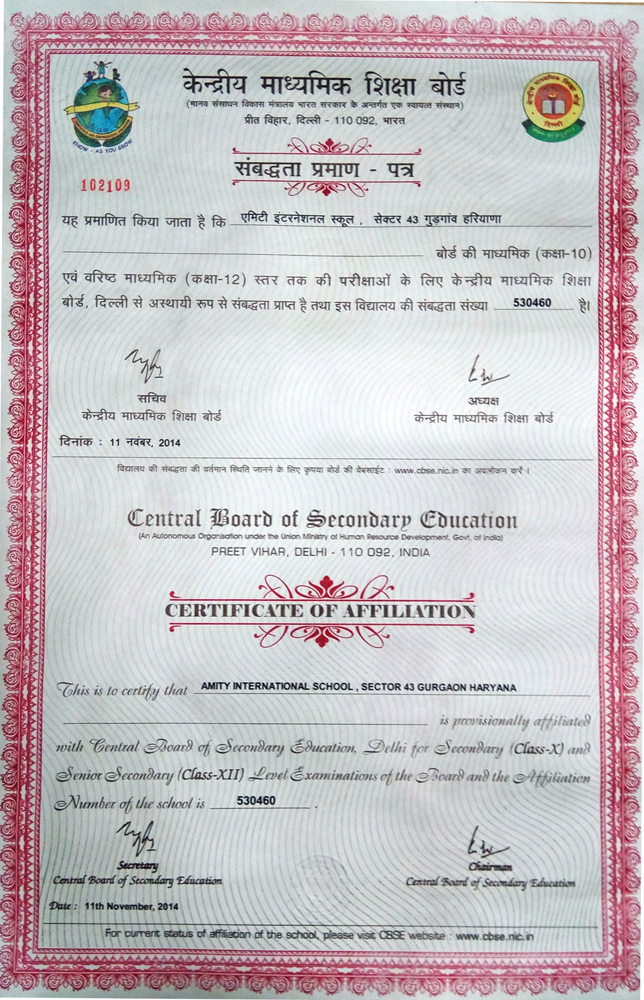 केन्द्रीय माध्यमिक शिक्षा बोर्ड
(मानव संसाधन विकास मंत्रालय भारत सरकार के अन्तर्गत एक स्वायत्त संस्थान)
प्रीत विहार, दिल्ली - 110 092, भारत
KNOW - AS YOU GROW
संबद्धता प्रमाण - पत्र
102109
यह प्रमाणित किया जाता है कि एमिटी इंटरनेशनल स्कूल , सेक्टर 43 गुड़गांव हरियाणा
बोर्ड की माध्यमिक (कक्षा-10)
एवं वरिष्ठ माध्यमिक (कक्षा-12) स्तर तक की परीक्षाओं के लिए केन्द्रीय माध्यमिक शिक्षा
बोर्ड, दिल्ली से अस्थायी रूप से संबद्धता प्राप्त है तथा इस विद्यालय की संबद्धता संख्या 530460 है।
सचिव
केन्द्रीय माध्यमिक शिक्षा बोर्ड
अध्यक्ष
केन्द्रीय माध्यमिक शिक्षा बोर्ड
दिनांक : 11 नवंबर, 2014
विद्यालय की संबद्धता की वर्तमान स्थिति जानने के लिए कृपया बोर्ड की वेबसाईट : www.cbse.nic.in का अवलोकन करें।
Central Board of Secondary Education
(An Autonomous Organisation under the Union Ministry of Human Resource Development, Govt. of India)
PREET VIHAR, DELHI - 110 092, INDIA
CERTIFICATE OF AFFILIATION
This is to certify that AMITY INTERNATIONAL SCHOOL , SECTOR 43 GURGAON HARYANA
is provisionally affiliated
with Central Board of Secondary Education, Delhi for Secondary (Class-X) and
Senior Secondary (Class-XII) Level Examinations of the Board and the Affiliation
Number of the school is 530460 .
Secretary
Central Board of Secondary Education
Chairman
Central Board of Secondary Education
Date : 11th November, 2014
For current status of affiliation of the school, please visit CBSE website : www.cbse.nic.in